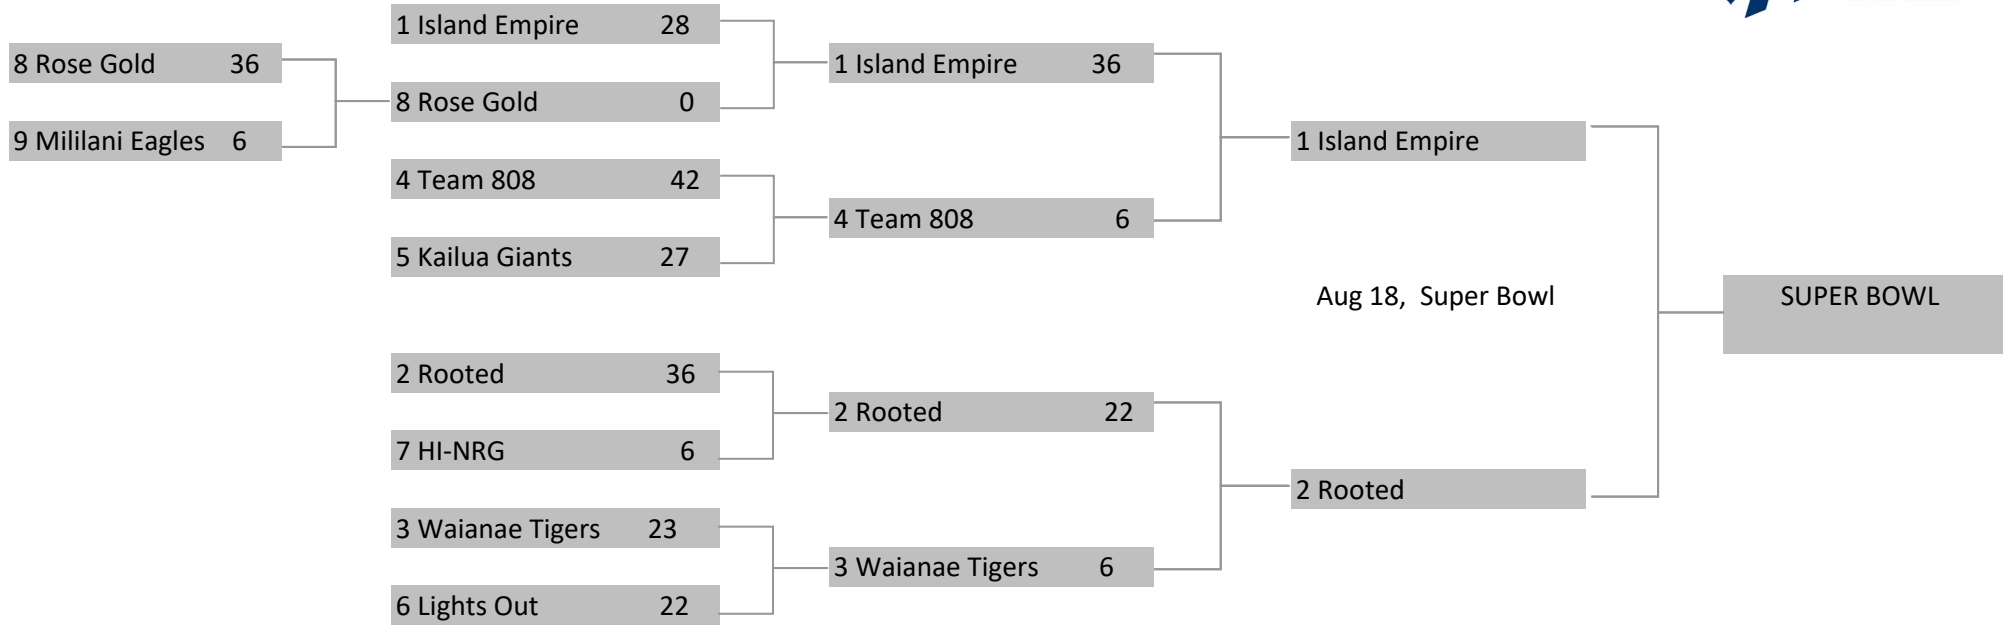 8 Rose Gold 36
9 Mililani Eagles 6
1 Island Empire 28
8 Rose Gold 0
4 Team 808 42
5 Kailua Giants 27
2 Rooted 36
7 HI-NRG 6
3 Waianae Tigers 23
6 Lights Out 22
1 Island Empire 36
4 Team 808 6
2 Rooted 22
3 Waianae Tigers 6
1 Island Empire
Aug 18, Super Bowl
2 Rooted
SUPER BOWL